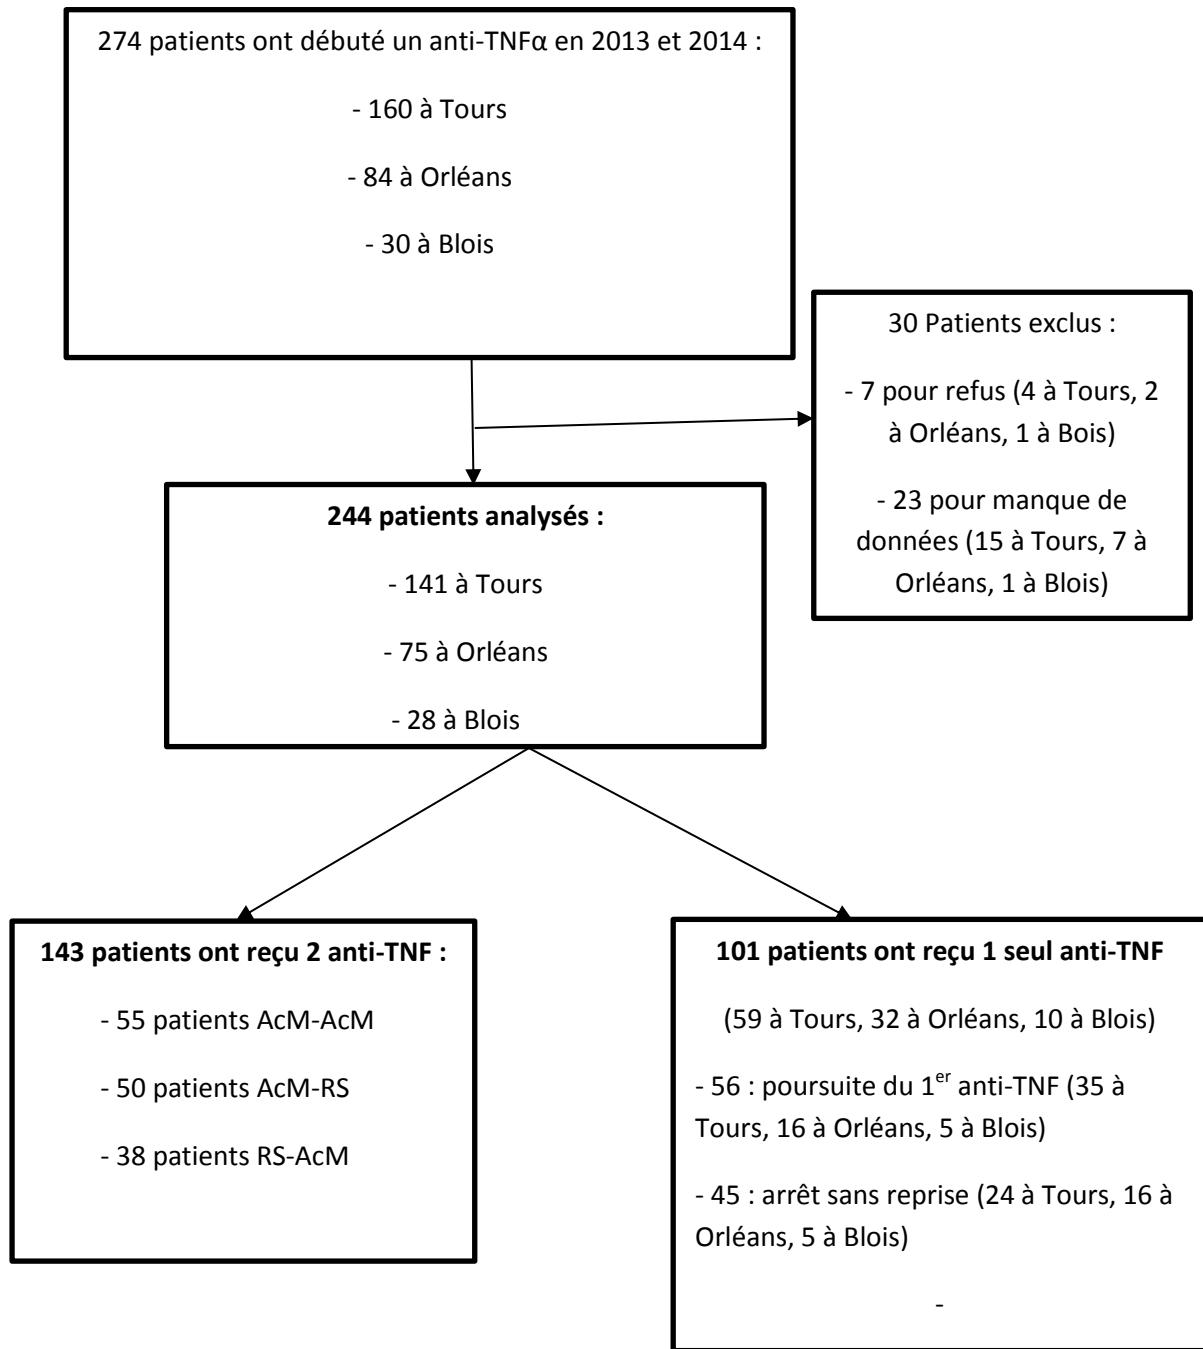 274 patients ont débuté un anti-TNFα en 2013 et 2014 :
- 160 à Tours
- 84 à Orléans
- 30 à Blois
30 Patients exclus :
- 7 pour refus (4 à Tours, 2
à Orléans, 1 à Bois)
- 23 pour manque de
données (15 à Tours, 7 à
Orléans, 1 à Blois)
244 patients analysés :
- 141 à Tours
- 75 à Orléans
- 28 à Blois
143 patients ont reçu 2 anti-TNF :
- 55 patients AcM-AcM
- 50 patients AcM-RS
- 38 patients RS-AcM
101 patients ont reçu 1 seul anti-TNF
(59 à Tours, 32 à Orléans, 10 à Blois)
- 56 : poursuite du 1er anti-TNF (35 à
Tours, 16 à Orléans, 5 à Blois)
- 45 : arrêt sans reprise (24 à Tours, 16 à
Orléans, 5 à Blois)
-